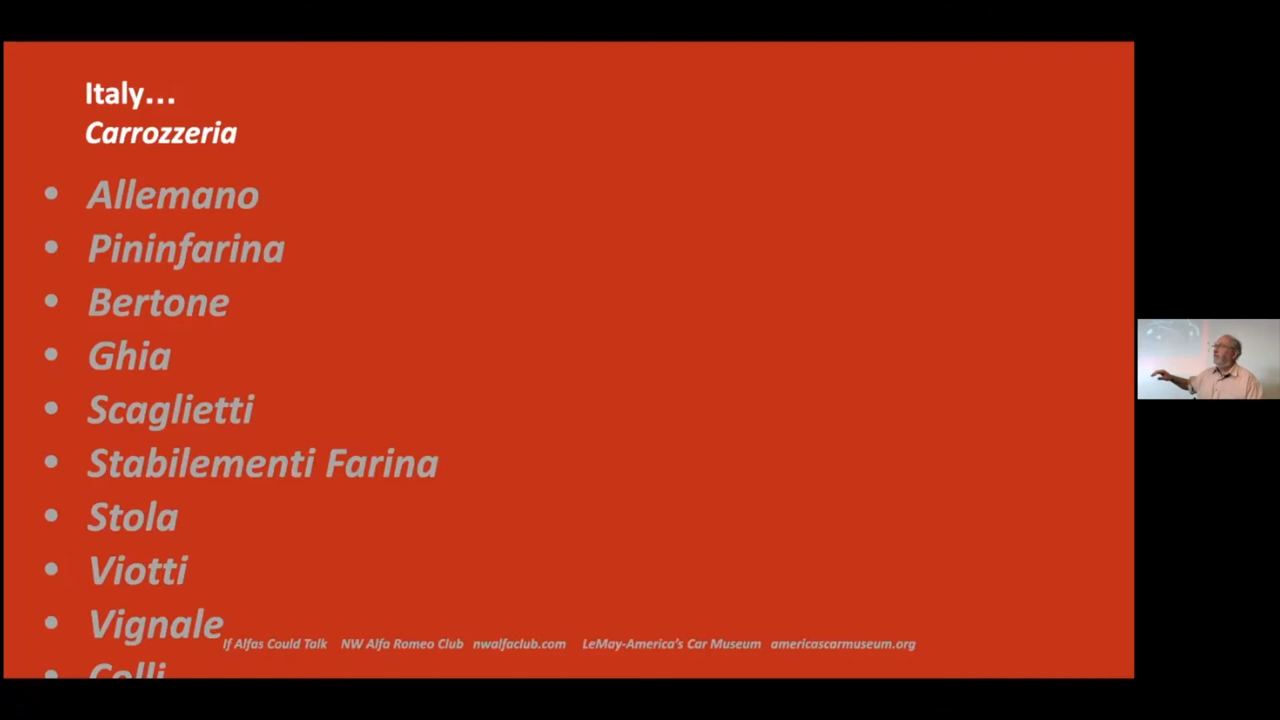 Italy...
Carrozzeria
• Allemano
• Pininfarina
• Bertone
• Ghia
• Scaglietti
• Stabilementi Farina
• Stola
• Viotti
• Vignale
If Alfas Could Talk NW Alfa Romeo Club nwalfaclub.com LeMay-America's Car Museum americascarmuseum.org
• Colli